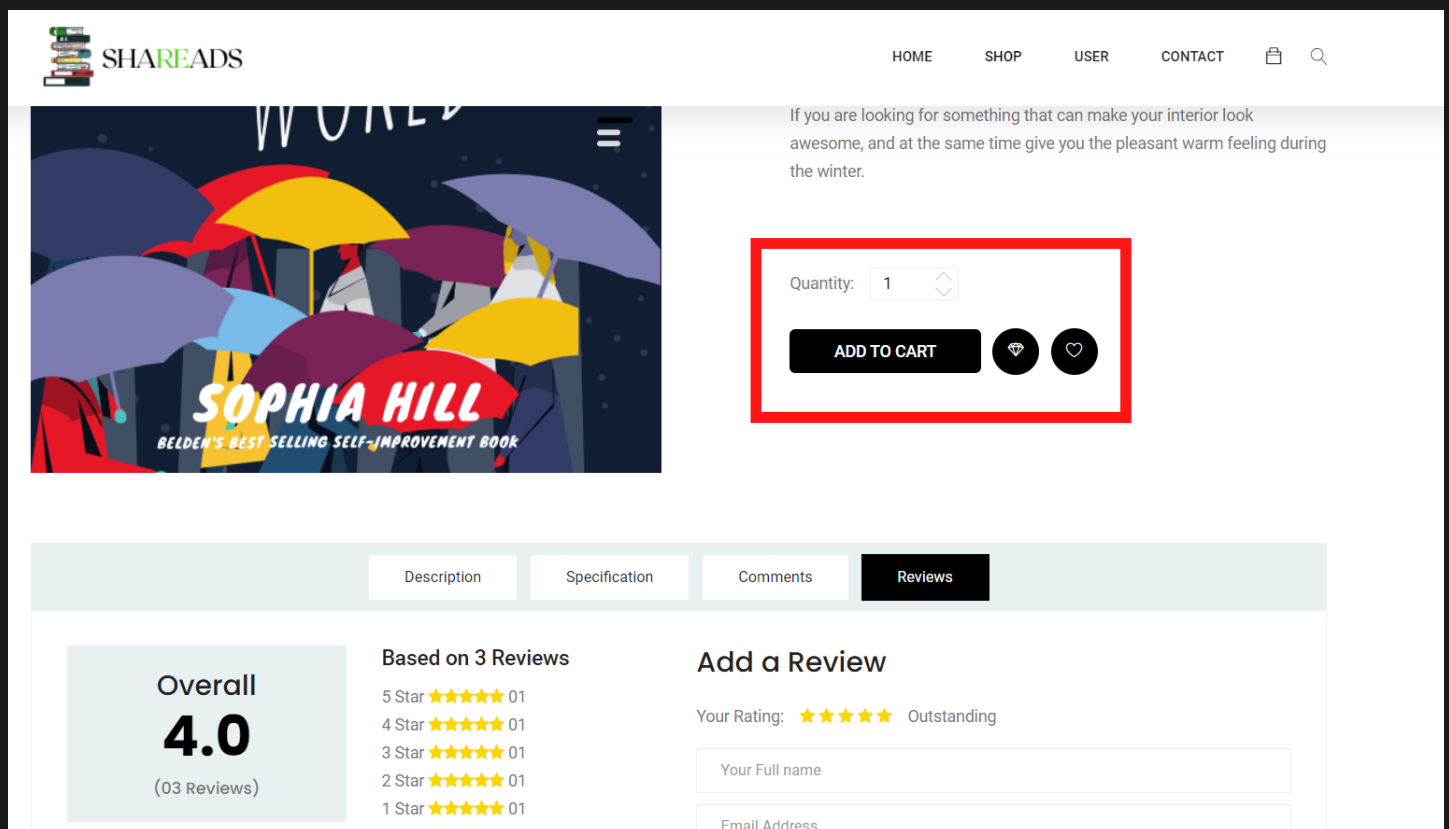 SHAREADS
HOME SHOP USER CONTACT
WORLD
If you are looking for something that can make your interior look
awesome, and at the same time give you the pleasant warm feeling during
the winter.
Quantity: 1
ADD TO CART
SOPHIA HILL
BELDEN'S BEST SELLING SELF-IMPROVEMENT BOOK
Description Specification Comments Reviews
Overall
4.0
(03 Reviews)
Based on 3 Reviews
5 Star 01
4 Star 01
3 Star 01
2 Star 01
1 Star 01
Add a Review
Your Rating: Outstanding
Your Full name
Email Address